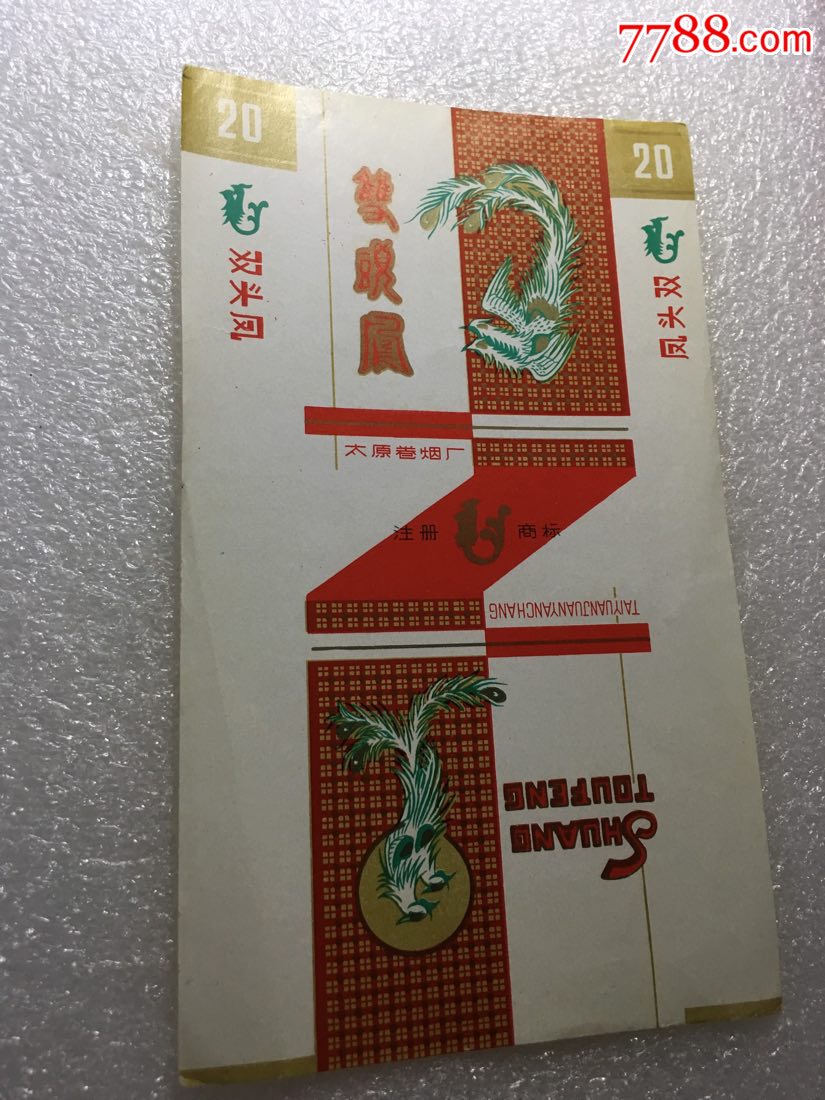 7788.com
20
双头凤
雙頭鳳
20
双头凤
太原卷烟厂
注册 商标
TAIYUANJUANYANCHANG
SHUANG
TOUFENG